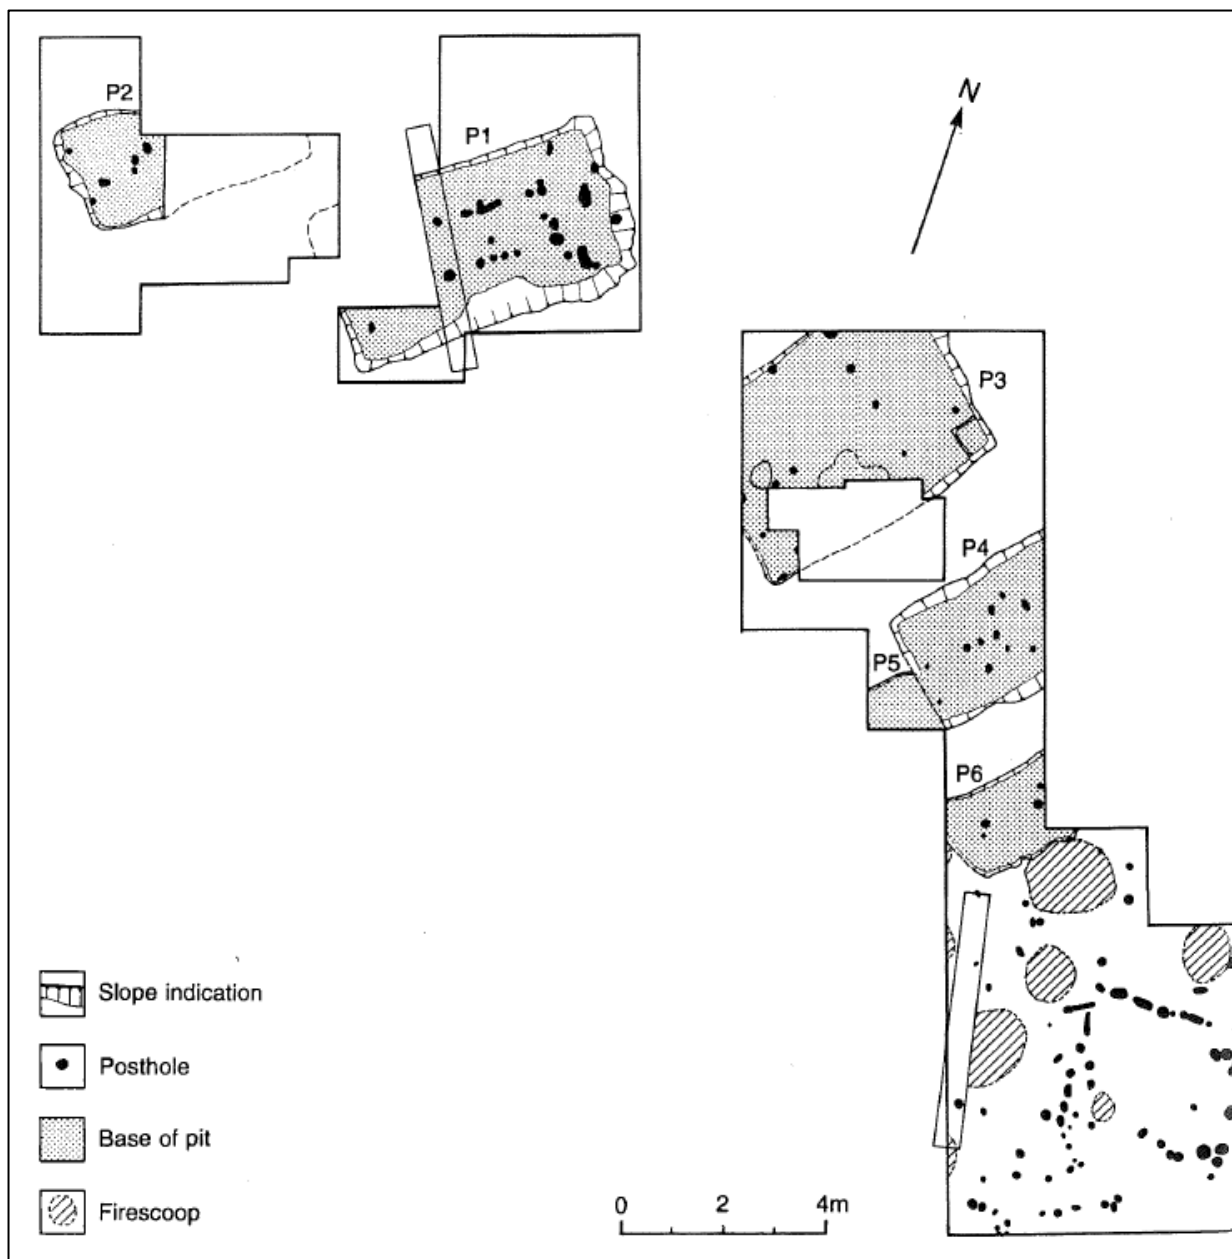 P2
P1
N
P3
P4
P5
P6
Slope indication
Posthole
Base of pit
Firescoop
0 2 4m